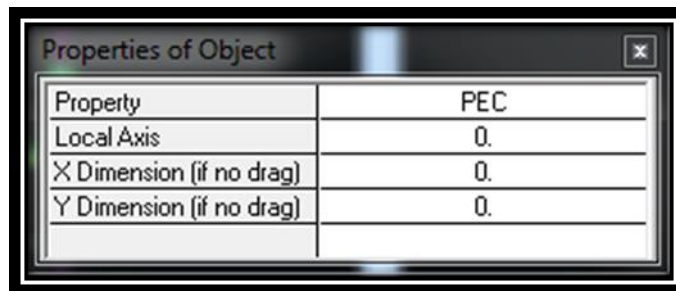 Properties of Object
Property PEC
Local Axis 0.
X Dimension (if no drag) 0.
Y Dimension (if no drag) 0.